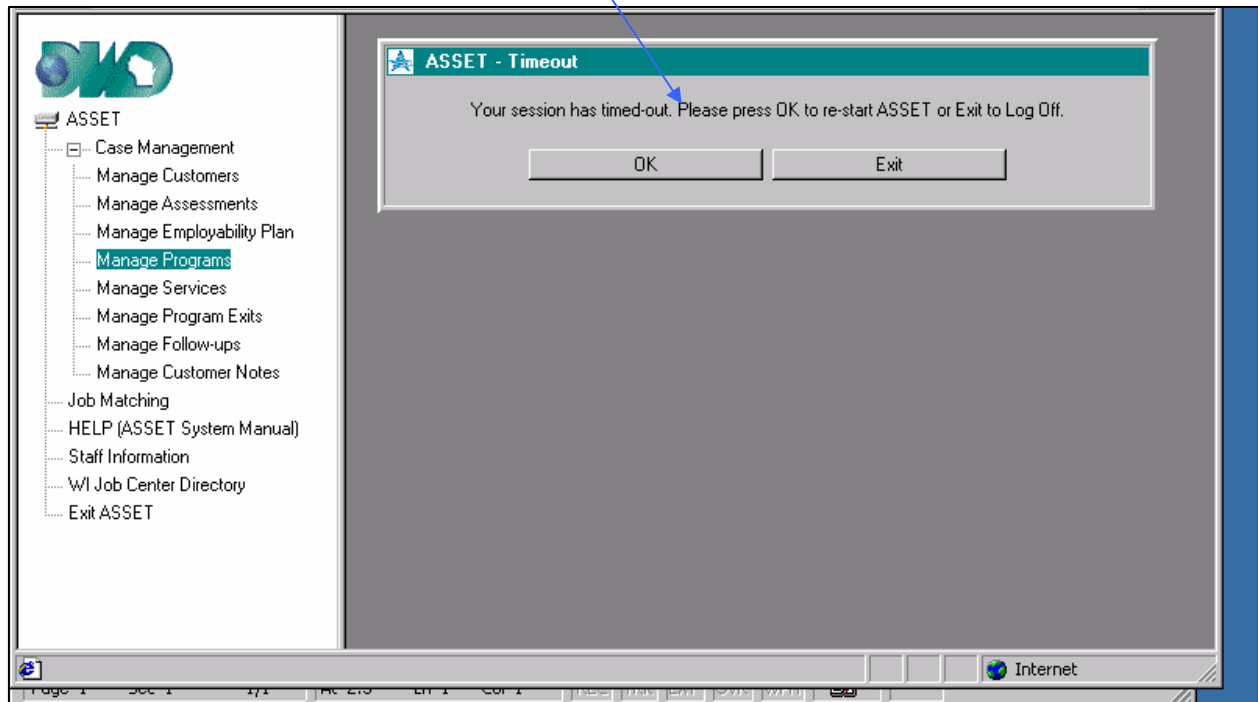 DWD
ASSET
Case Management
Manage Customers
Manage Assessments
Manage Employability Plan
Manage Programs
Manage Services
Manage Program Exits
Manage Follow-ups
Manage Customer Notes
Job Matching
HELP (ASSET System Manual)
Staff Information
WI Job Center Directory
Exit ASSET
ASSET - Timeout
Your session has timed-out. Please press OK to re-start ASSET or Exit to Log Off.
OK Exit
Internet